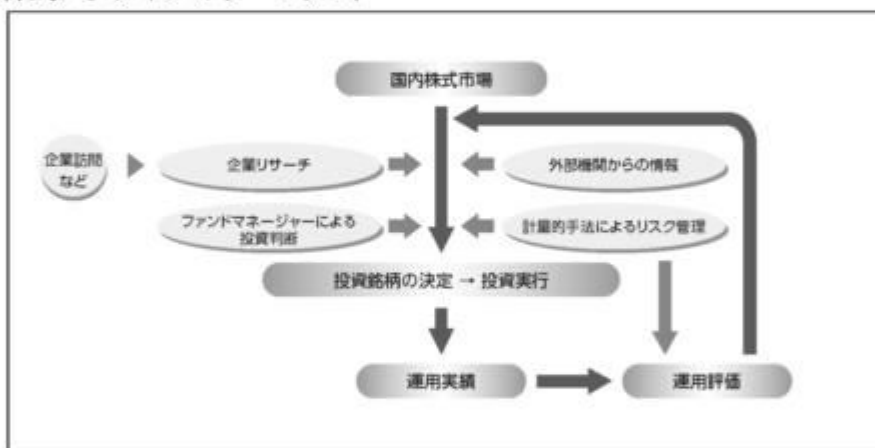 国内株式市場
企業訪問
など
企業リサーチ
外部機関からの情報
ファンドマネージャーによる
投資判断
計量的手法によるリスク管理
投資銘柄の決定 → 投資実行
運用実績
運用評価